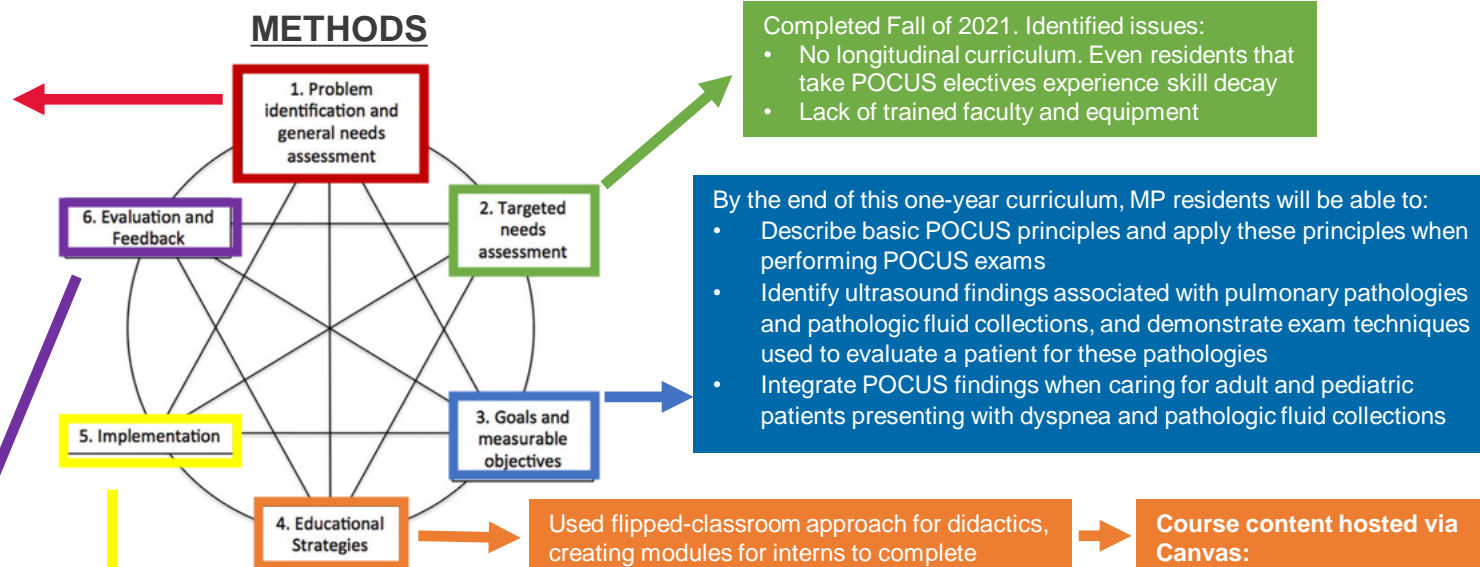 METHODS
1. Problem
identification and
general needs
assessment
2. Targeted
needs
assessment
3. Goals and
measurable
objectives
4. Educational
Strategies
5. Implementation
6. Evaluation and
Feedback
Completed Fall of 2021. Identified issues:
• No longitudinal curriculum. Even residents that
take POCUS electives experience skill decay
• Lack of trained faculty and equipment
By the end of this one-year curriculum, MP residents will be able to:
• Describe basic POCUS principles and apply these principles when
performing POCUS exams
• Identify ultrasound findings associated with pulmonary pathologies
and pathologic fluid collections, and demonstrate exam techniques
used to evaluate a patient for these pathologies
• Integrate POCUS findings when caring for adult and pediatric
patients presenting with dyspnea and pathologic fluid collections
Used flipped-classroom approach for didactics,
creating modules for interns to complete
Course content hosted via
Canvas: